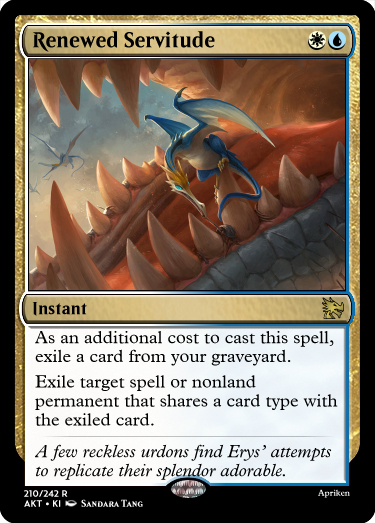 Renewed Servitude
Instant
As an additional cost to cast this spell,
exile a card from your graveyard.
Exile target spell or nonland
permanent that shares a card type with
the exiled card.
A few reckless urdons find Erys’ attempts
to replicate their splendor adorable.
210/242 R
Apriken
AKT • KI Sandara Tang